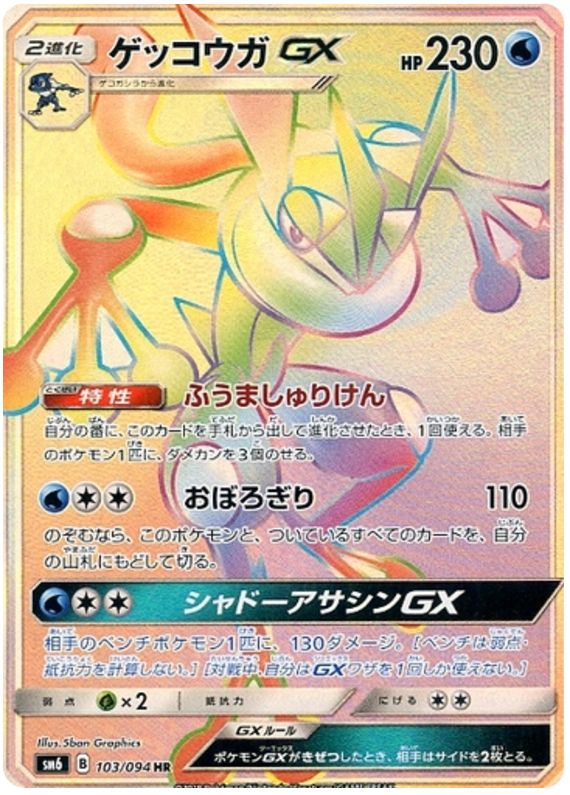 2進化 ゲッコウガGX HP230
ゲコガシラから進化
とくせい
特性 ふうましゅりけん
自分の番に、このカードを手札から出して進化させたとき、1回使える。相手
のポケモン1匹に、ダメカンを3個のせる。
おぼろぎり 110
のぞむなら、このポケモンと、ついているすべてのカードを、自分
の山札にもどして切る。
シャドーアサシンGX
相手のベンチポケモン1匹に、130ダメージ。[ベンチは弱点・
抵抗力を計算しない。] [対戦中、自分はGXワザを1回しか使えない。]
弱点 ×2 抵抗力 にげる
GXルール
ポケモンGXがきぜつしたとき、相手はサイドを2枚とる。
Illus. 5ban Graphics
SM6 B 103/094 HR